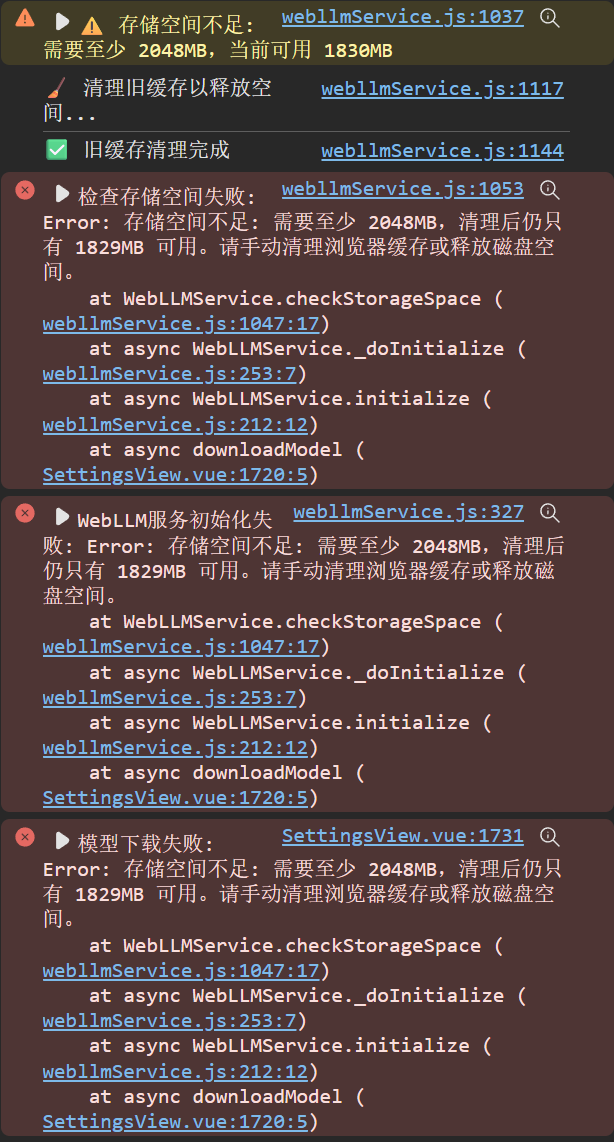 ⚠️ 存储空间不足: webllmService.js:1037
需要至少 2048MB，当前可用 1830MB
🧹 清理旧缓存以释放空 webllmService.js:1117
间...
✅ 旧缓存清理完成 webllmService.js:1144
检查存储空间失败: webllmService.js:1053
Error: 存储空间不足: 需要至少 2048MB，清理后仍只
有 1829MB 可用。请手动清理浏览器缓存或释放磁盘空
间。
at WebLLMService.checkStorageSpace (
webllmService.js:1047:17)
at async WebLLMService._doInitialize (
webllmService.js:253:7)
at async WebLLMService.initialize (
webllmService.js:212:12)
at async downloadModel (
SettingsView.vue:1720:5)
WebLLM服务初始化失 webllmService.js:327
败: Error: 存储空间不足: 需要至少 2048MB，清理后
仍只有 1829MB 可用。请手动清理浏览器缓存或释放磁
盘空间。
at WebLLMService.checkStorageSpace (
webllmService.js:1047:17)
at async WebLLMService._doInitialize (
webllmService.js:253:7)
at async WebLLMService.initialize (
webllmService.js:212:12)
at async downloadModel (
SettingsView.vue:1720:5)
模型下载失败: SettingsView.vue:1731
Error: 存储空间不足: 需要至少 2048MB，清理后仍只
有 1829MB 可用。请手动清理浏览器缓存或释放磁盘空
间。
at WebLLMService.checkStorageSpace (
webllmService.js:1047:17)
at async WebLLMService._doInitialize (
webllmService.js:253:7)
at async WebLLMService.initialize (
webllmService.js:212:12)
at async downloadModel (
SettingsView.vue:1720:5)